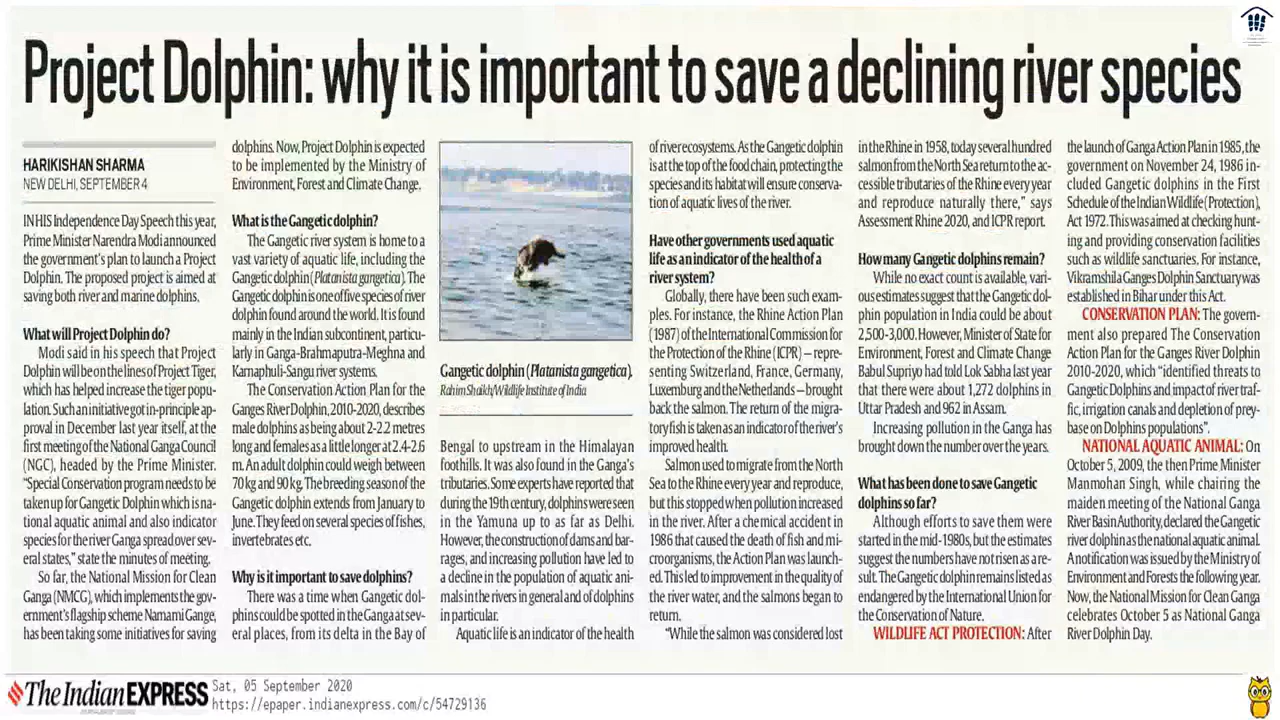 Project Dolphin: why it is important to save a declining river species
HARIKISHAN SHARMA
NEW DELHI, SEPTEMBER 4
IN HIS Independence Day Speech this year,
Prime Minister Narendra Modi announced
the government's plan to launch a Project
Dolphin. The proposed project is aimed at
saving both river and marine dolphins.
What will Project Dolphin do?
Modi said in his speech that Project
Dolphin will be on the lines of Project Tiger,
which has helped increase the tiger popu-
lation. Such an initiative got in-principle ap-
proval in December last year itself, at the
first meeting of the National Ganga Council
(NGC), headed by the Prime Minister.
"Special Conservation program needs to be
taken up for Gangetic Dolphin which is na-
tional aquatic animal and also indicator
species for the river Ganga spread over sev-
eral states," state the minutes of meeting.
So far, the National Mission for Clean
Ganga (NMCG), which implements the gov-
ernment's flagship scheme Namami Gange,
has been taking some initiatives for saving
dolphins. Now, Project Dolphin is expected
to be implemented by the Ministry of
Environment, Forest and Climate Change.
What is the Gangetic dolphin?
The Gangetic river system is home to a
vast variety of aquatic life, including the
Gangetic dolphin (Platanista gangetica). The
Gangetic dolphin is one of five species of river
dolphin found around the world. It is found
mainly in the Indian subcontinent, particu-
larly in Ganga-Brahmaputra-Meghna and
Karnaphuli-Sangu river systems.
The Conservation Action Plan for the
Ganges River Dolphin, 2010-2020, describes
male dolphins as being about 2-2.2 metres
long and females as a little longer at 2.4-2.6
m. An adult dolphin could weigh between
70 kg and 90 kg. The breeding season of the
Gangetic dolphin extends from January to
June. They feed on several species of fishes,
invertebrates etc.
Why is it important to save dolphins?
There was a time when Gangetic dol-
phins could be spotted in the Ganga at sev-
eral places, from its delta in the Bay of
Gangetic dolphin (Platanista gangetica).
Rahim Shaikh/Wildlife Institute of India
Bengal to upstream in the Himalayan
foothills. It was also found in the Ganga's
tributaries. Some experts have reported that
during the 19th century, dolphins were seen
in the Yamuna up to as far as Delhi.
However, the construction of dams and bar-
rages, and increasing pollution have led to
a decline in the population of aquatic ani-
mals in the rivers in general and of dolphins
in particular.
Aquatic life is an indicator of the health
of river ecosystems. As the Gangetic dolphin
is at the top of the food chain, protecting the
species and its habitat will ensure conserva-
tion of aquatic lives of the river.
Have other governments used aquatic
life as an indicator of the health of a
river system?
Globally, there have been such exam-
ples. For instance, the Rhine Action Plan
(1987) of the International Commission for
the Protection of the Rhine (ICPR) — repre-
senting Switzerland, France, Germany,
Luxemburg and the Netherlands — brought
back the salmon. The return of the migra-
tory fish is taken as an indicator of the river's
improved health.
Salmon used to migrate from the North
Sea to the Rhine every year and reproduce,
but this stopped when pollution increased
in the river. After a chemical accident in
1986 that caused the death of fish and mi-
croorganisms, the Action Plan was launch-
ed. This led to improvement in the quality of
the river water, and the salmons began to
return.
"While the salmon was considered lost
in the Rhine in 1958, today several hundred
salmon from the North Sea return to the ac-
cessible tributaries of the Rhine every year
and reproduce naturally there," says
Assessment Rhine 2020, and ICPR report.
How many Gangetic dolphins remain?
While no exact count is available, vari-
ous estimates suggest that the Gangetic dol-
phin population in India could be about
2,500-3,000. However, Minister of State for
Environment, Forest and Climate Change
Babul Supriyo had told Lok Sabha last year
that there were about 1,272 dolphins in
Uttar Pradesh and 962 in Assam.
Increasing pollution in the Ganga has
brought down the number over the years.
What has been done to save Gangetic
dolphins so far?
Although efforts to save them were
started in the mid-1980s, but the estimates
suggest the numbers have not risen as a re-
sult. The Gangetic dolphin remains listed as
endangered by the International Union for
the Conservation of Nature.
WILDLIFE ACT PROTECTION: After
the launch of Ganga Action Plan in 1985, the
government on November 24, 1986 in-
cluded Gangetic dolphins in the First
Schedule of the Indian Wildlife (Protection),
Act 1972. This was aimed at checking hunt-
ing and providing conservation facilities
such as wildlife sanctuaries. For instance,
Vikramshila Ganges Dolphin Sanctuary was
established in Bihar under this Act.
CONSERVATION PLAN: The govern-
ment also prepared The Conservation
Action Plan for the Ganges River Dolphin
2010-2020, which "identified threats to
Gangetic Dolphins and impact of river traf-
fic, irrigation canals and depletion of prey-
base on Dolphins populations".
NATIONAL AQUATIC ANIMAL: On
October 5, 2009, the then Prime Minister
Manmohan Singh, while chairing the
maiden meeting of the National Ganga
River Basin Authority, declared the Gangetic
river dolphin as the national aquatic animal.
A notification was issued by the Ministry of
Environment and Forests the following year.
Now, the National Mission for Clean Ganga
celebrates October 5 as National Ganga
River Dolphin Day.
The Indian EXPRESS
Sat, 05 September 2020
https://epaper.indianexpress.com/c/54729136